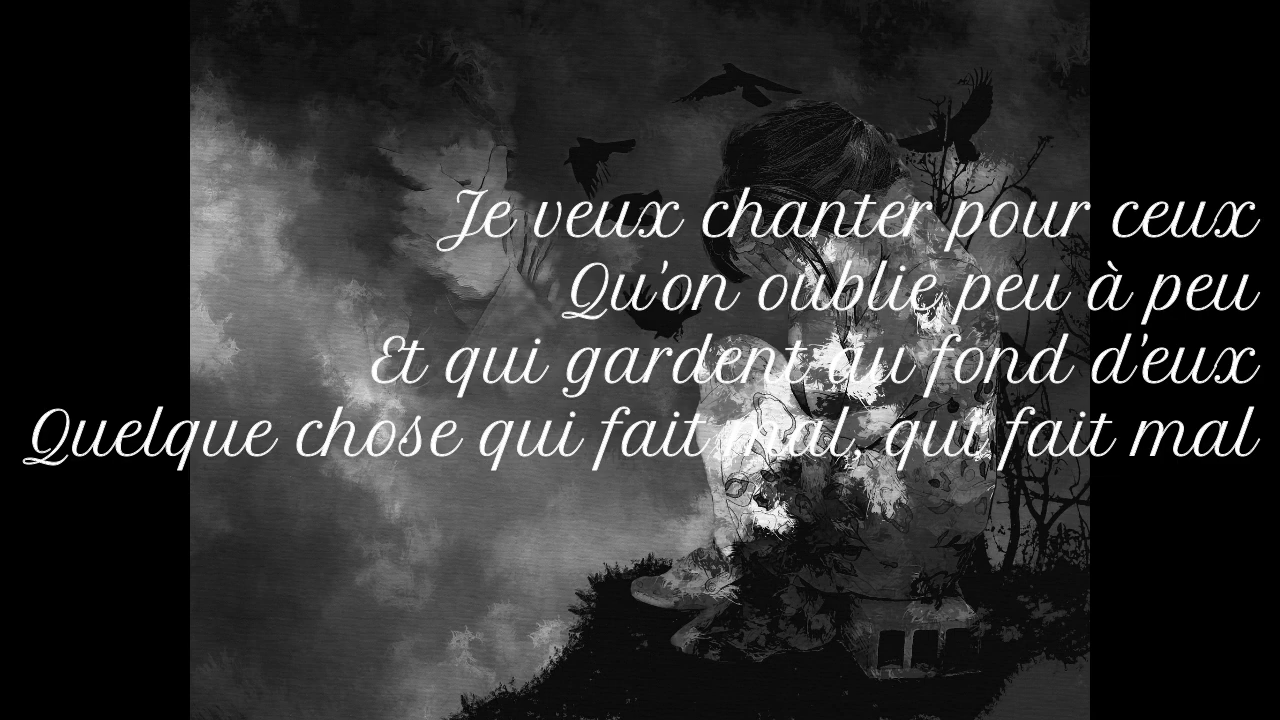 Je veux chanter pour ceux
Qu'on oublie peu à peu
Et qui gardent au fond d'eux
Quelque chose qui fait mal, qui fait mal